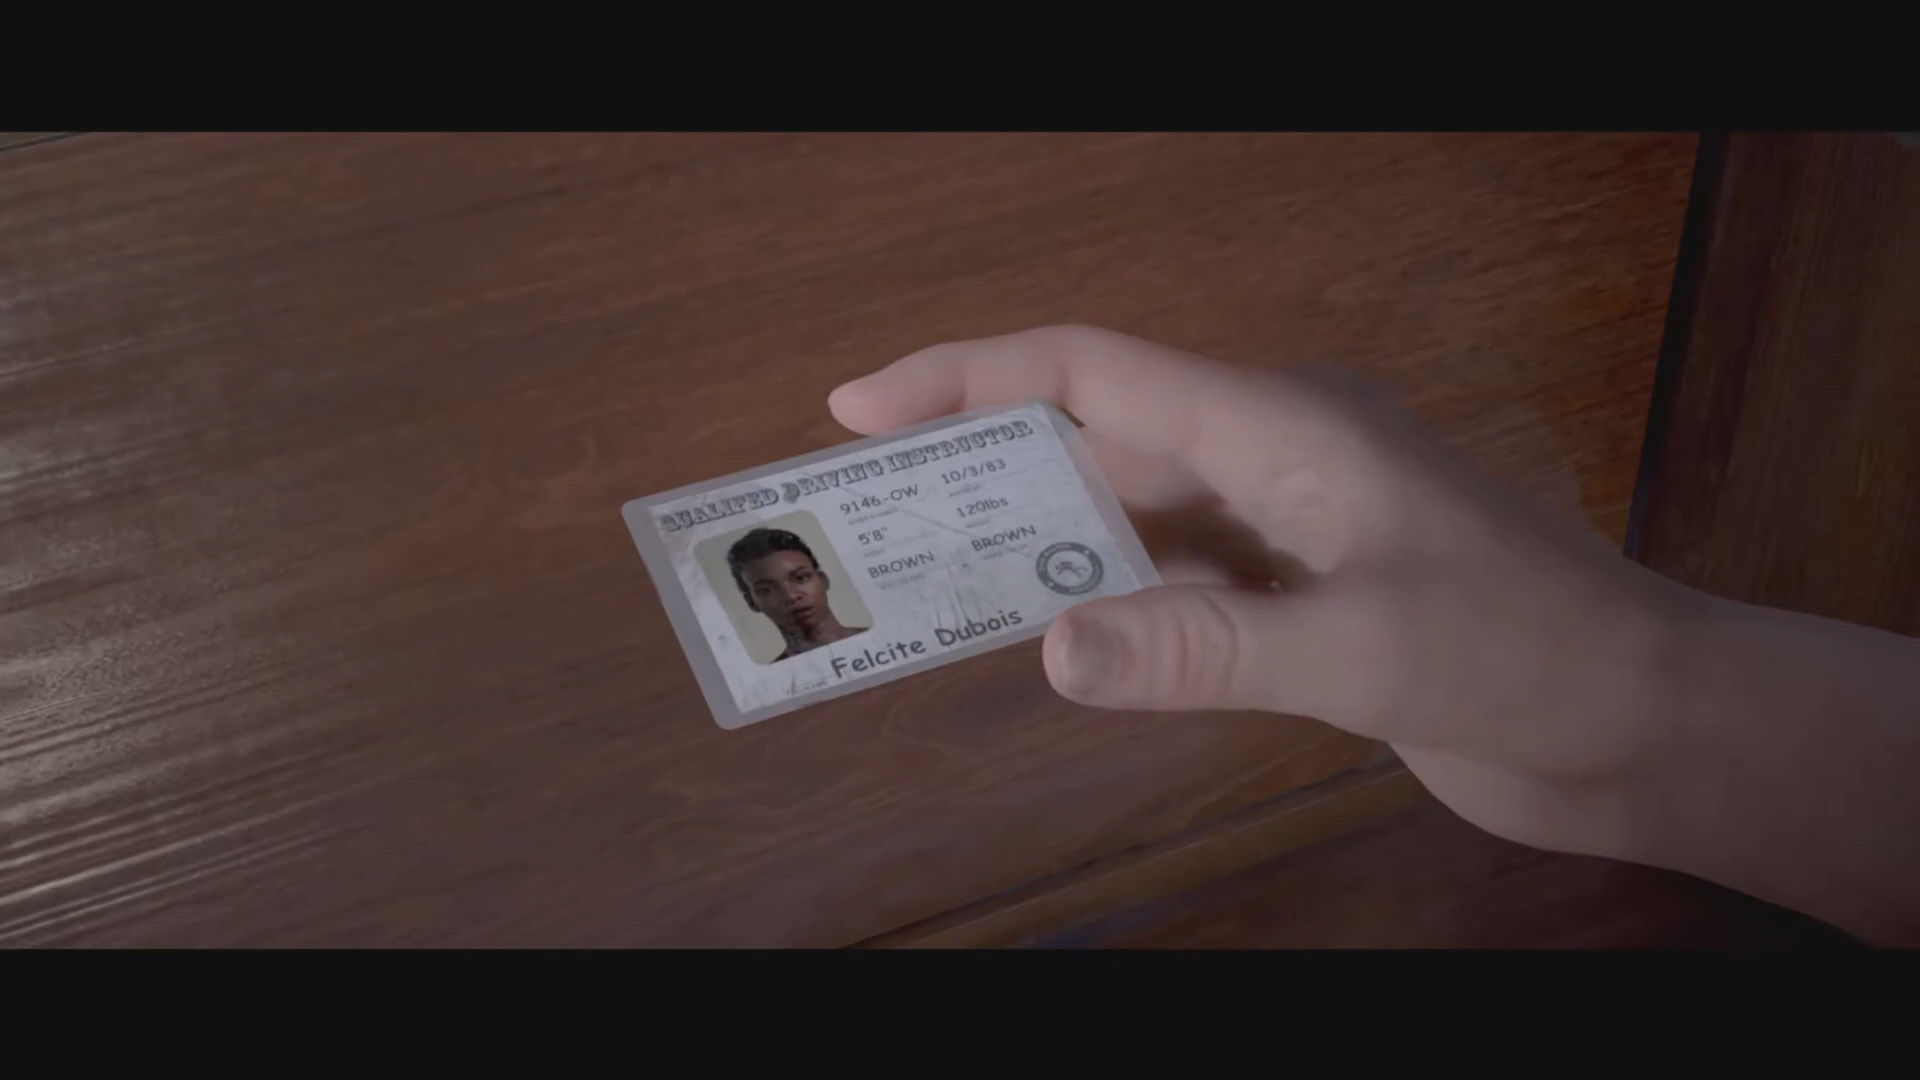 QUALIFED DRIVING INSTRUCTOR
9146-OW 10/3/83
5'8" 120lbs
BROWN BROWN
Felcite Dubois